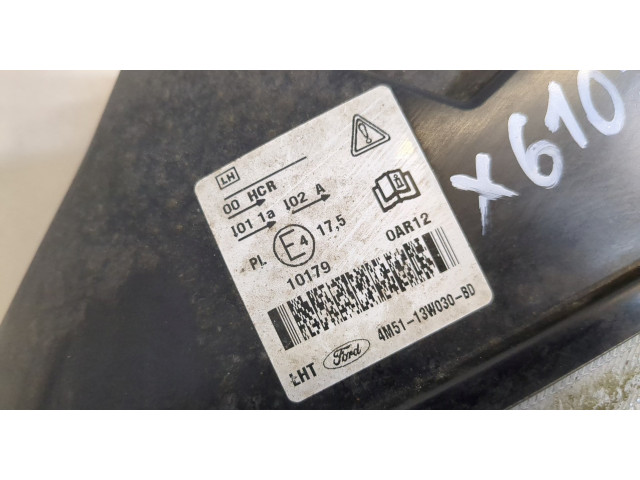 LH
00 HCR
I01 1a I02 A
PL E4 17,5
10179 0AR12
4M51-13W030-BD
LHT Ford
X610